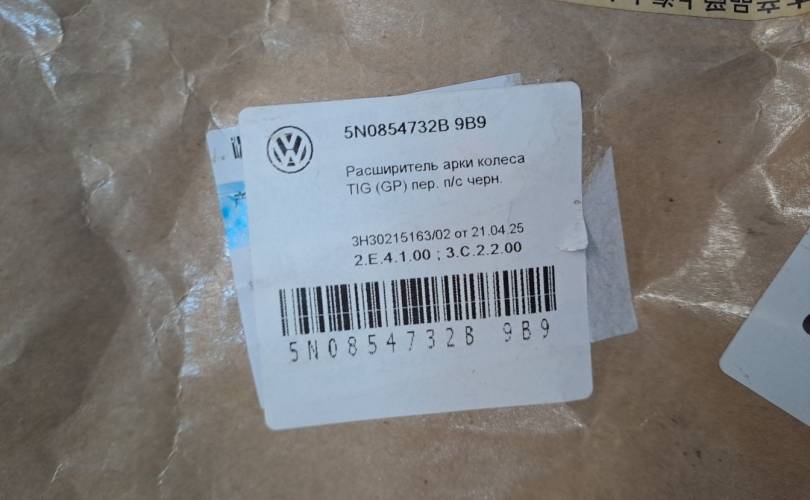 5N0854732B 9B9
Расширитель арки колеса
TIG (GP) пер. п/с черн.
ЗН30215163/02 от 21.04.25
2.E.4.1.00 ; 3.C.2.2.00
5N0854732B 9B9